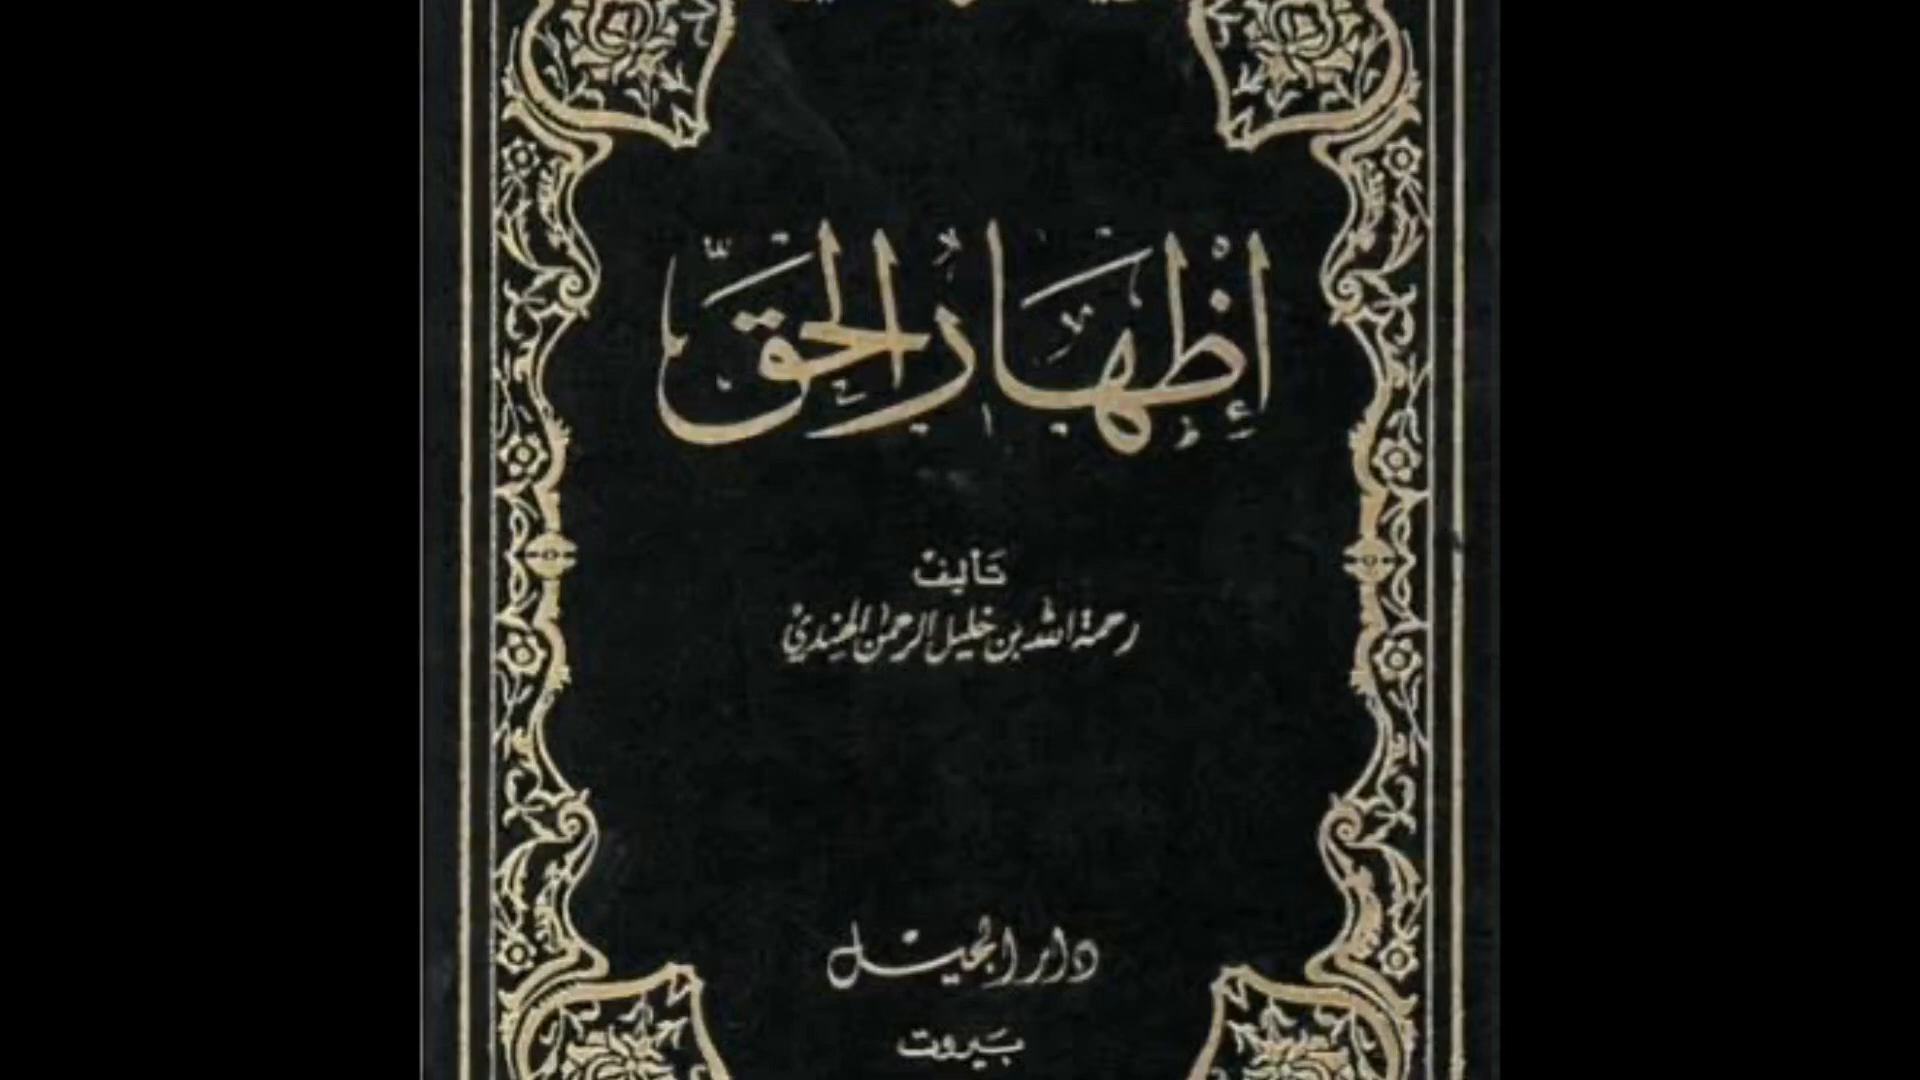 إظهار الحق
تأليف
رحمة الله بن خليل الرحمن الهندي
دار الجيل
بيروت